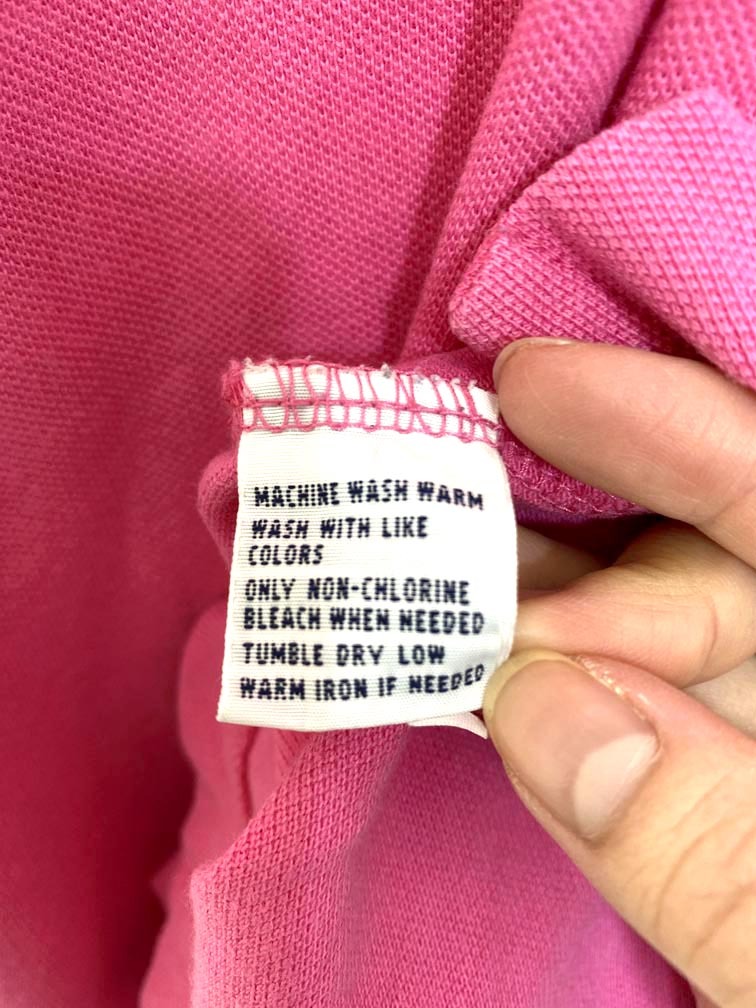 MACHINE WASH WARM
WASH WITH LIKE
COLORS
ONLY NON-CHLORINE
BLEACH WHEN NEEDED
TUMBLE DRY LOW
WARM IRON IF NEEDED